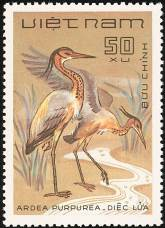 việt nam
50
XU
BƯU CHÍNH
ARDEA PURPUREA. DIỆC LỬA